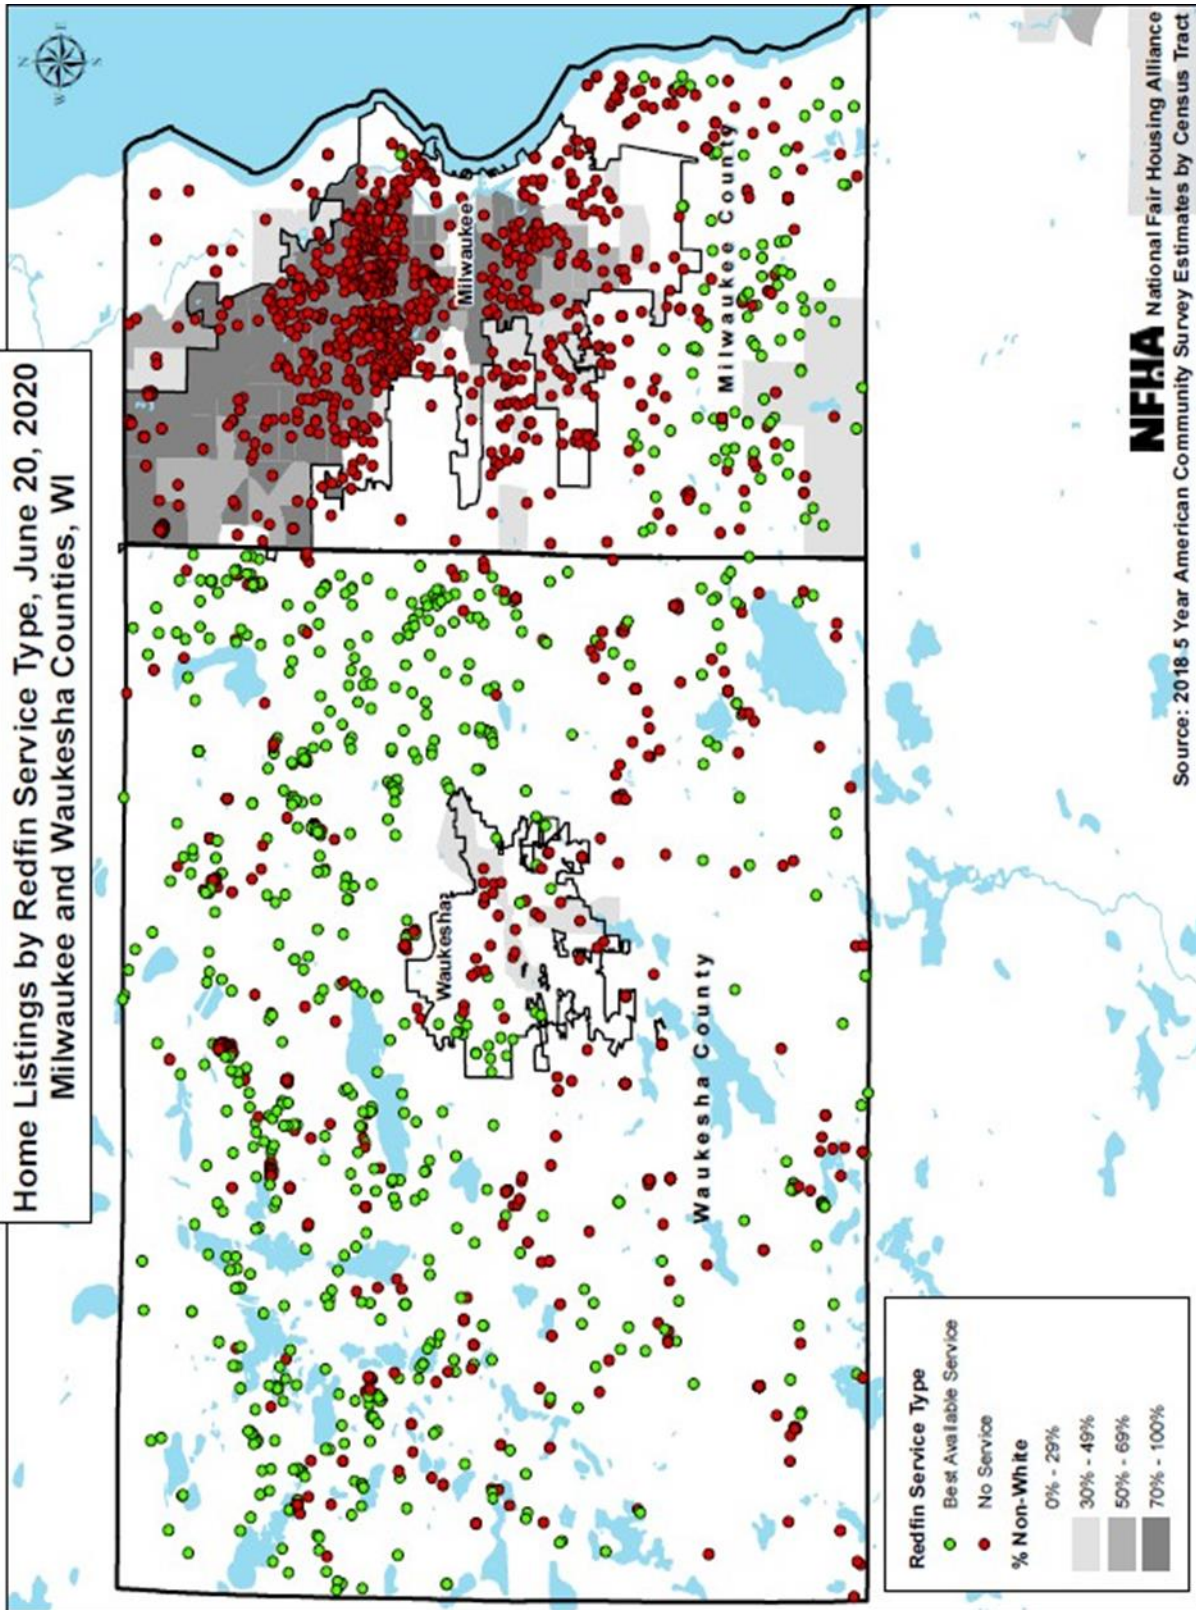 Home Listings by Redfin Service Type, June 20, 2020
Milwaukee and Waukesha Counties, WI
N
E
S
W
Milwaukee
Milwaukee County
Milwaukee County
Waukesha
Waukesha County
Redfin Service Type
Best Available Service
No Service
% Non-White
0% - 29%
30% - 49%
50% - 69%
70% - 100%
NFHA National Fair Housing Alliance
Source: 2018-5 Year American Community Survey Estimates by Census Tract